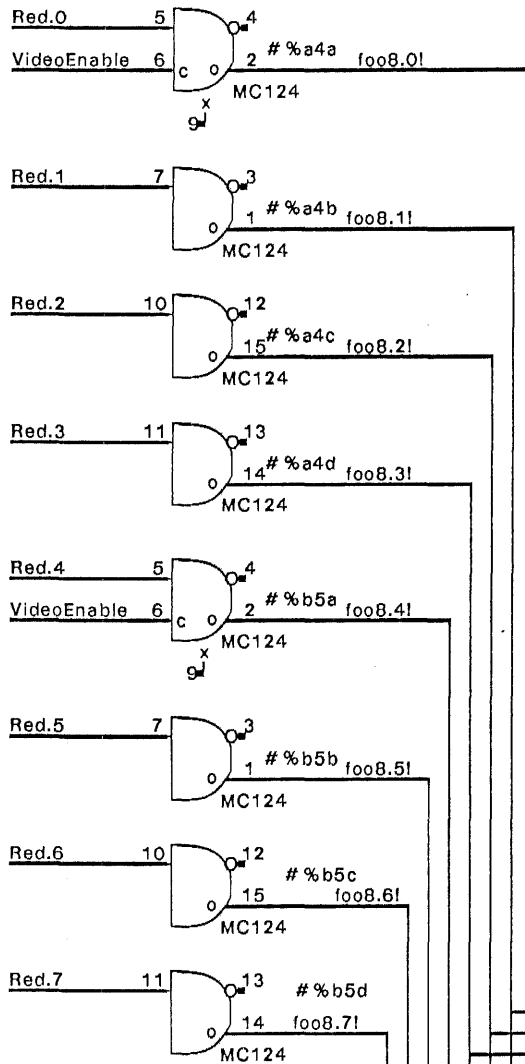 Red.0 5 4
VideoEnable 6 c 2 # %a4a foo8.0!
MC124
x
9
Red.1 7 3
1 # %a4b foo8.1!
MC124
Red.2 10 12
15 # %a4c foo8.2!
MC124
Red.3 11 13
14 # %a4d foo8.3!
MC124
Red.4 5 4
VideoEnable 6 c 2 # %b5a foo8.4!
MC124
x
9
Red.5 7 3
1 # %b5b foo8.5!
MC124
Red.6 10 12
# %b5c
15 foo8.6!
MC124
Red.7 11 13
# %b5d
14 foo8.7!
MC124